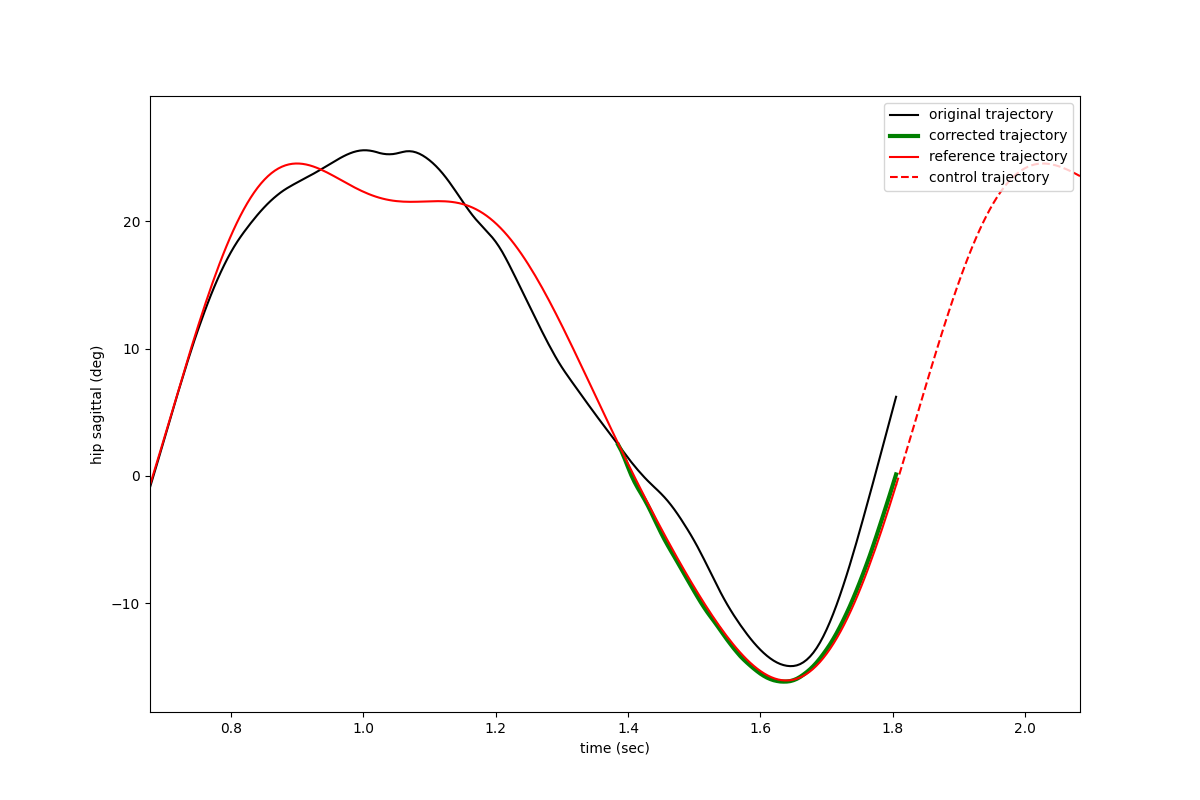 original trajectory
corrected trajectory
reference trajectory
control trajectory
20
10
0
−10
hip sagittal (deg)
0.8 1.0 1.2 1.4 1.6 1.8 2.0
time (sec)